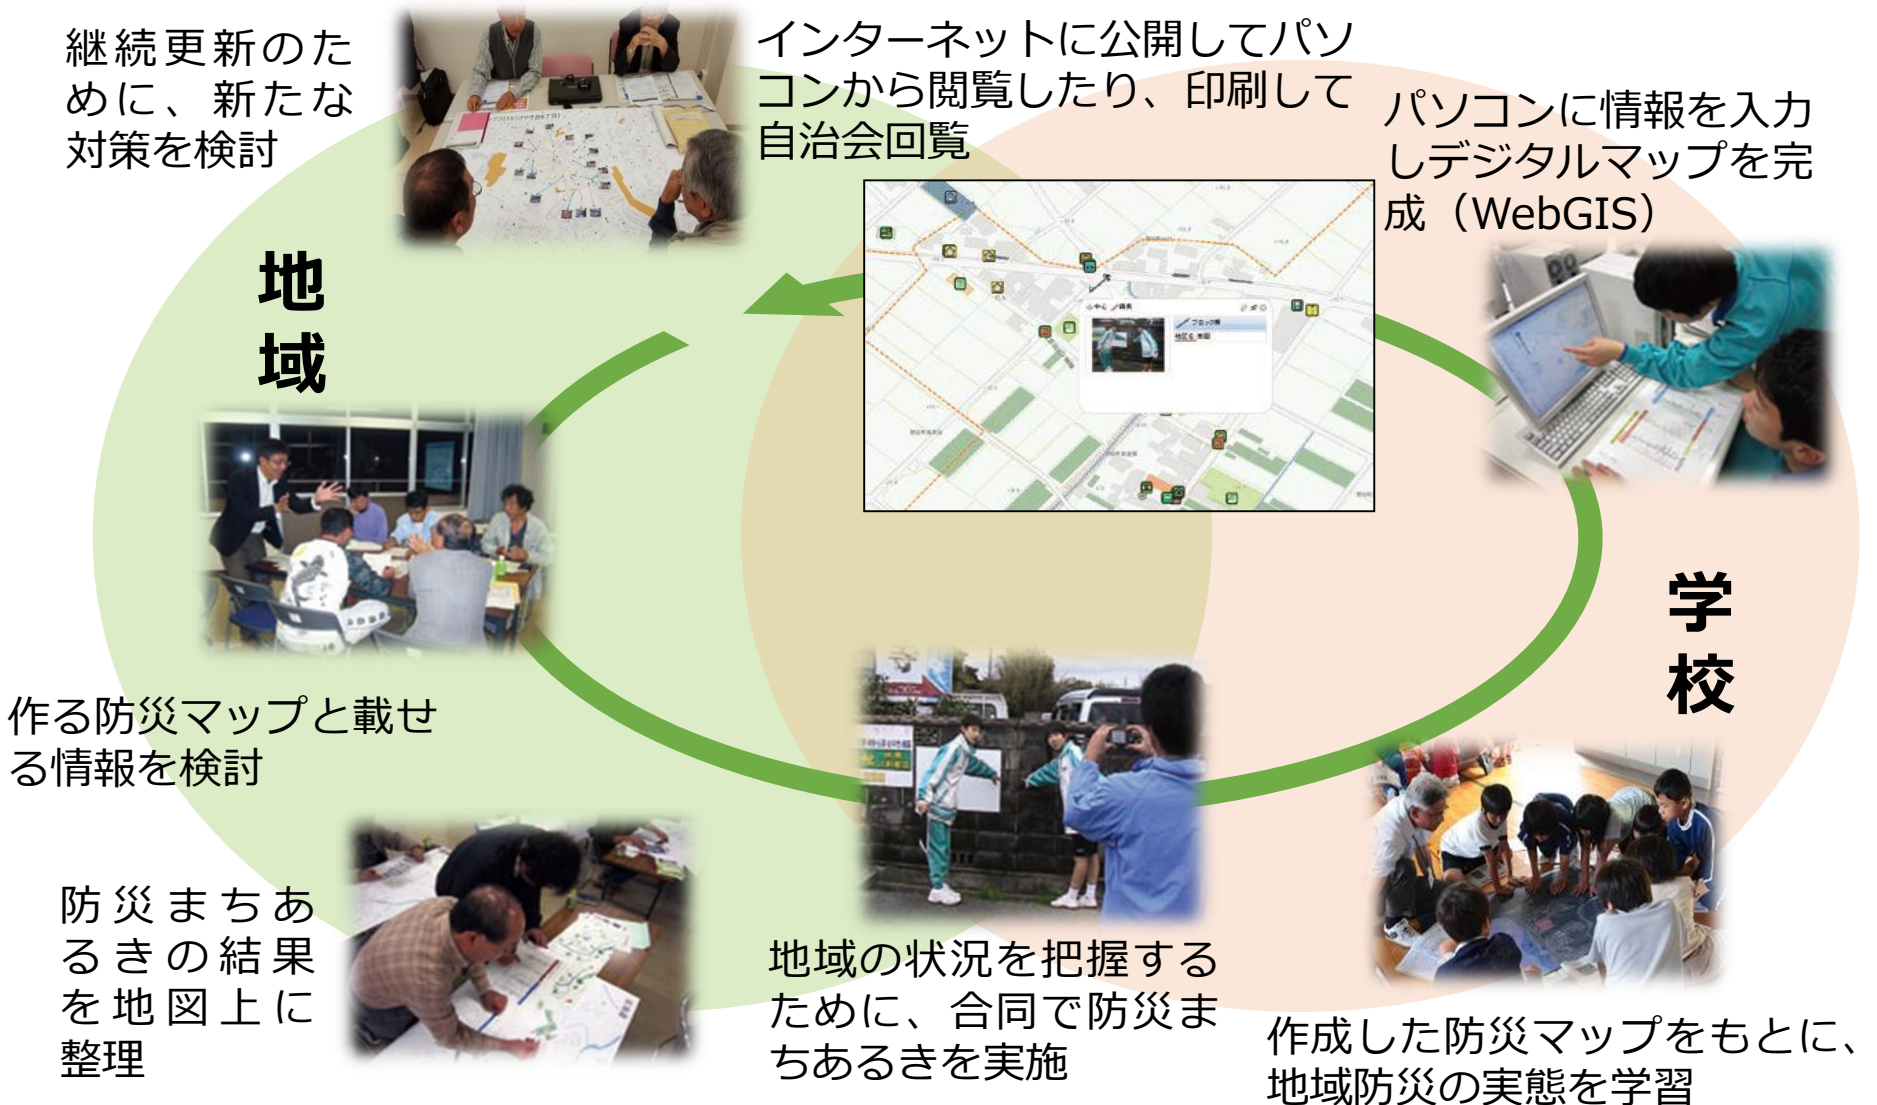 継続更新のた
めに、新たな
対策を検討
インターネットに公開してパソ
コンから閲覧したり、印刷して
自治会回覧
パソコンに情報を入力
しデジタルマップを完
成（WebGIS）
地
域
ブロック塀
学
校
作る防災マップと載せ
る情報を検討
防災まちあ
るきの結果
を地図上に
整理
地域の状況を把握する
ために、合同で防災ま
ちあるきを実施
作成した防災マップをもとに、
地域防災の実態を学習